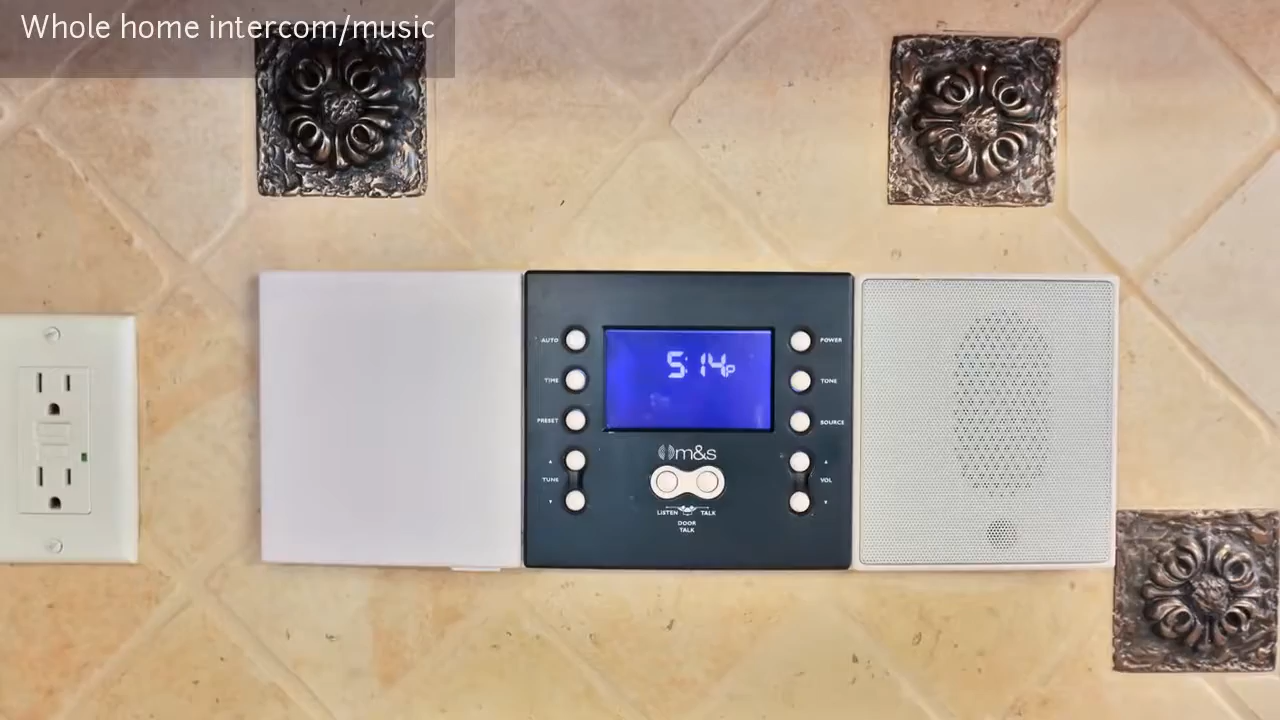 Whole home intercom/music
AUTO
POWER
5:14P
TIME
TONE
PRESET
SOURCE
m&s
TUNE
VOL
LISTEN
TALK
DOOR
TALK